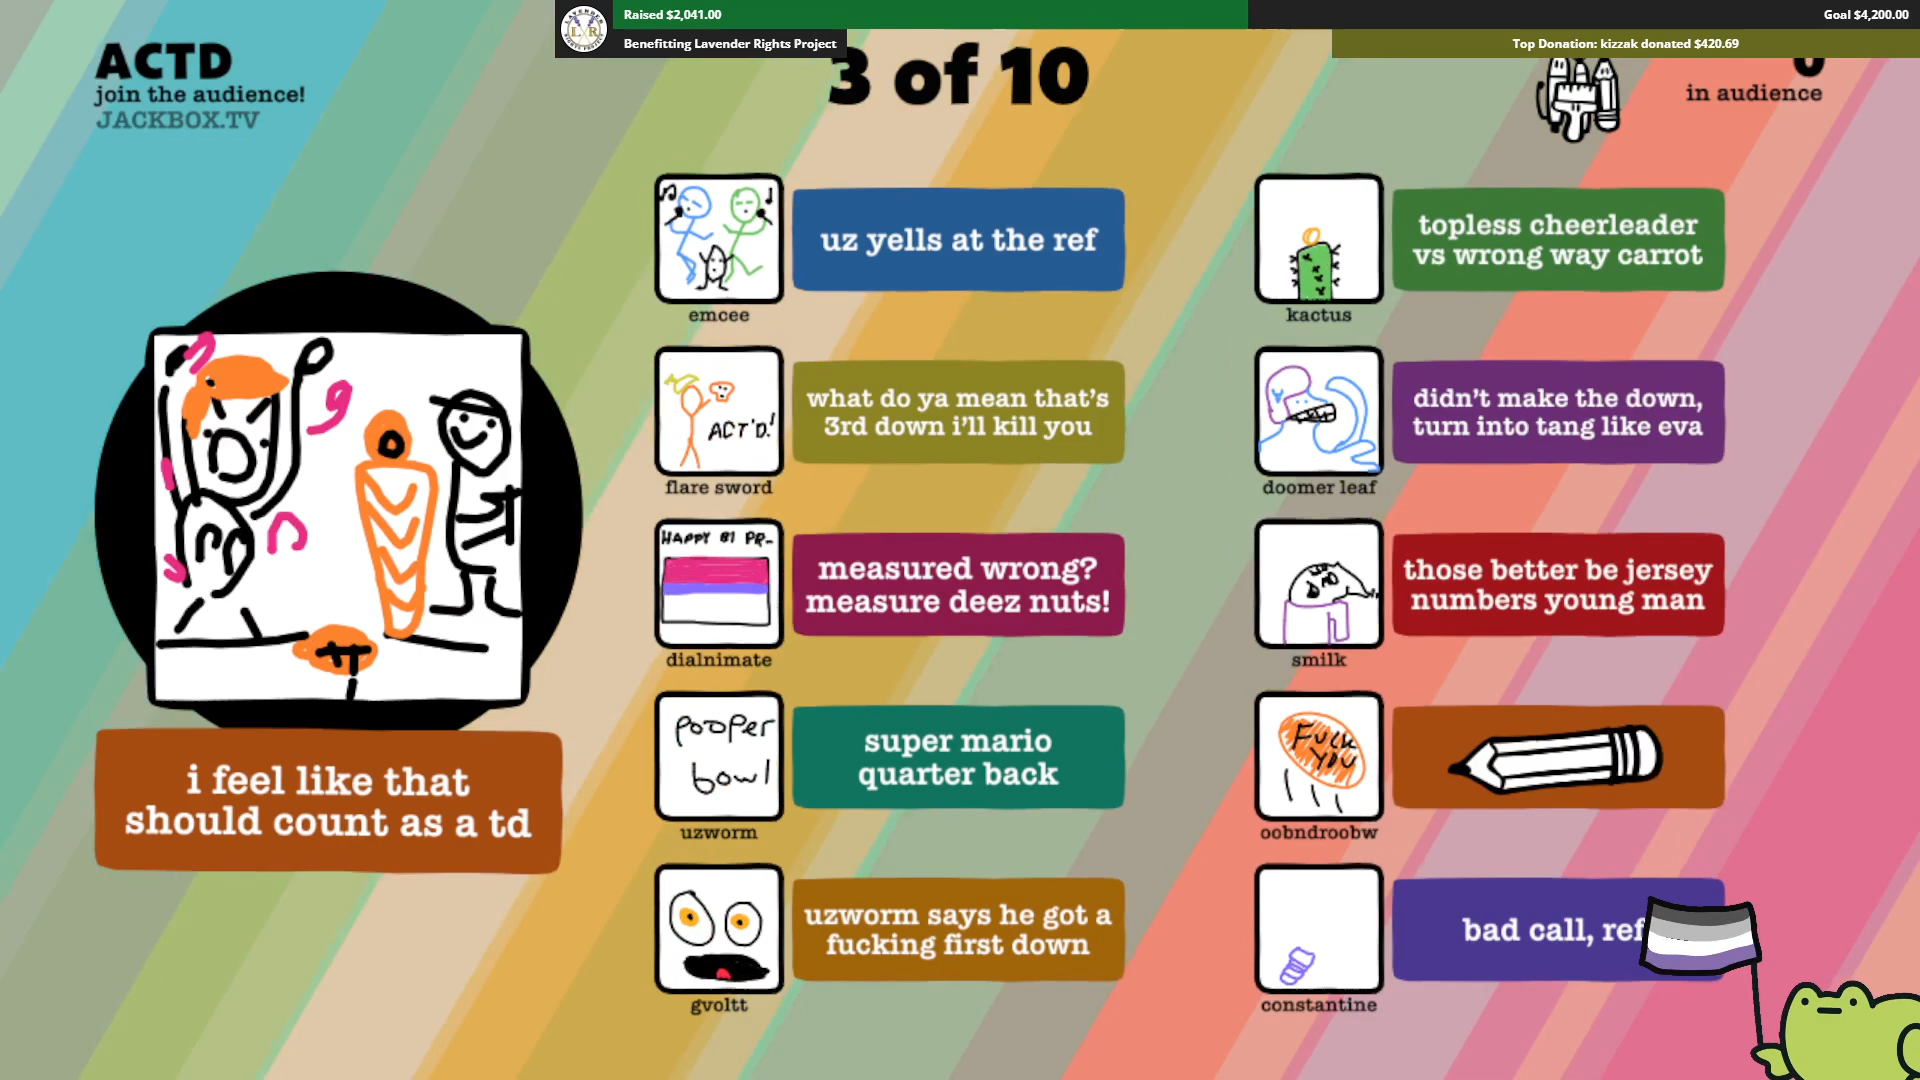 Raised $2,041.00
Goal $4,200.00
Benefitting Lavender Rights Project
Top Donation: kizzak donated $420.69
ACTD
join the audience!
JACKBOX.TV
3 of 10
in audience
uz yells at the ref
emcee
topless cheerleader
vs wrong way carrot
kactus
ACT'D!
what do ya mean that's
3rd down i'll kill you
flare sword
didn't make the down,
turn into tang like eva
doomer leaf
HAPPY BI PR-
measured wrong?
measure deez nuts!
dialnimate
those better be jersey
numbers young man
smilk
i feel like that
should count as a td
pooper
bowl
super mario
quarter back
uzworm
FUCK
YOU
oobndroobw
uzworm says he got a
fucking first down
gvoltt
bad call, ref
constantine